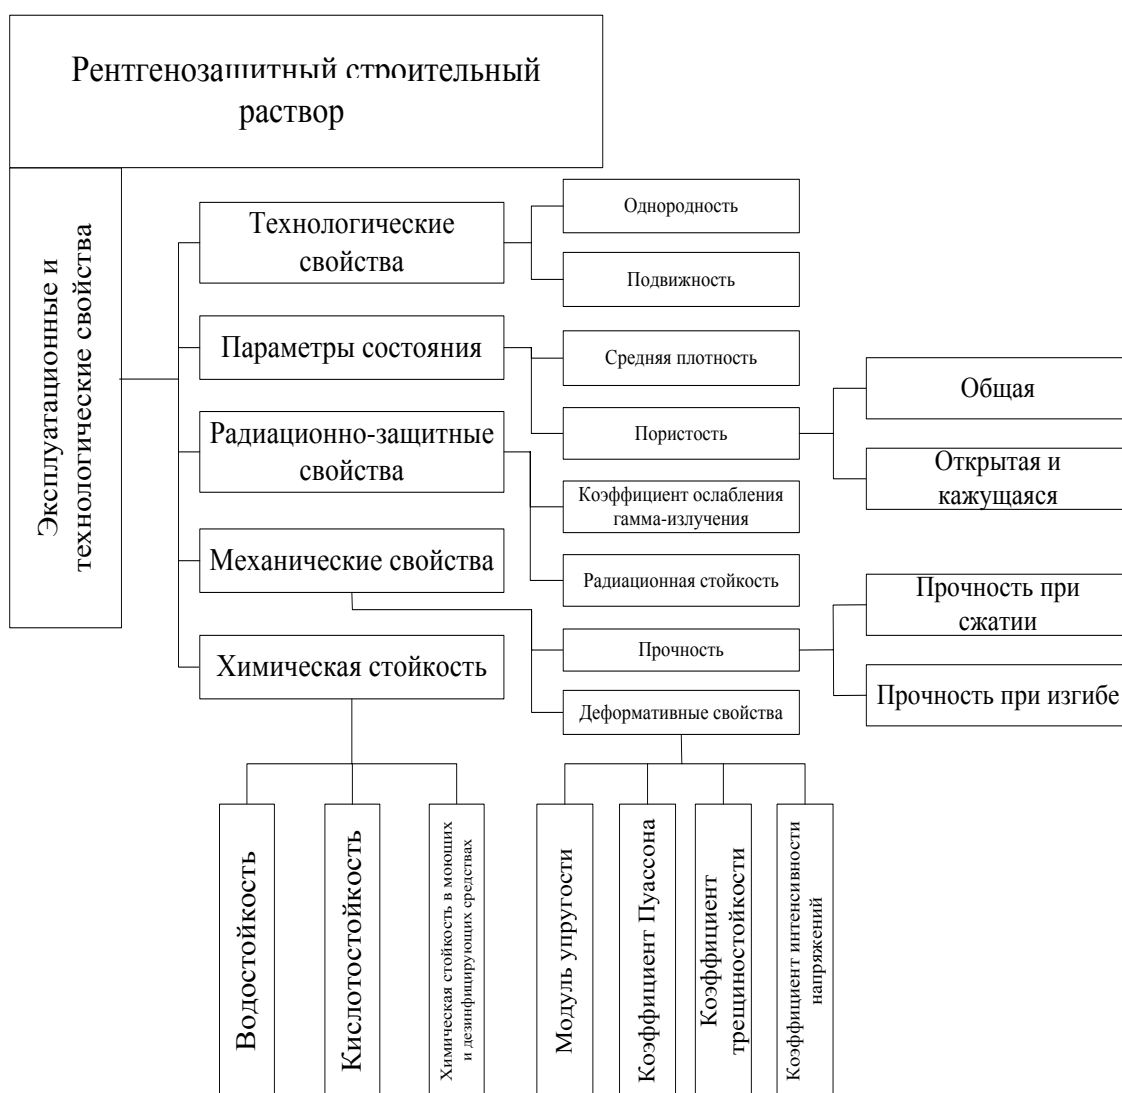 Рентгенозащитный строительный
раствор
Эксплуатационные и
технологические свойства
Технологические
свойства
Однородность
Подвижность
Параметры состояния
Средняя плотность
Пористость
Общая
Открытая и
кажущаяся
Радиационно-защитные
свойства
Коэффициент ослабления
гамма-излучения
Радиационная стойкость
Механические свойства
Прочность
Прочность при
сжатии
Прочность при изгибе
Деформативные свойства
Химическая стойкость
Водостойкость
Кислотостойкость
Химическая стойкость в моющих
и дезинфицирующих средствах
Модуль упругости
Коэффициент Пуассона
Коэффициент
трещиностойкости
Коэффициент интенсивности
напряжений